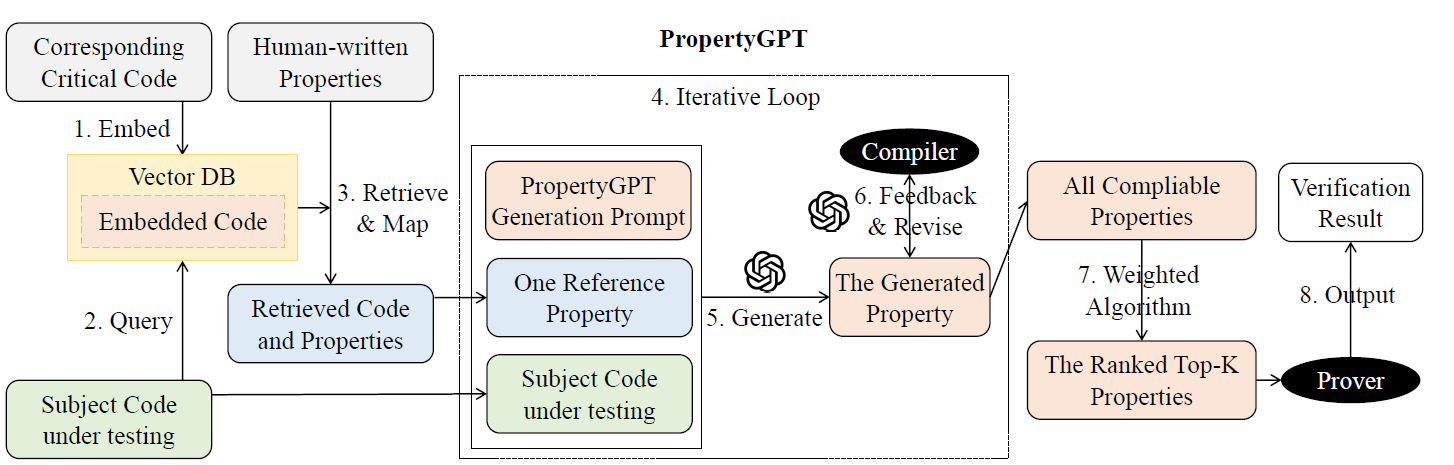 PropertyGPT
Corresponding
Critical Code
Human-written
Properties
1. Embed
Vector DB
Embedded Code
2. Query
Subject Code
under testing
3. Retrieve
& Map
Retrieved Code
and Properties
4. Iterative Loop
PropertyGPT
Generation Prompt
One Reference
Property
Subject Code
under testing
5. Generate
Compiler
6. Feedback
& Revise
The Generated
Property
All Compliable
Properties
7. Weighted
Algorithm
The Ranked Top-K
Properties
Prover
8. Output
Verification
Result